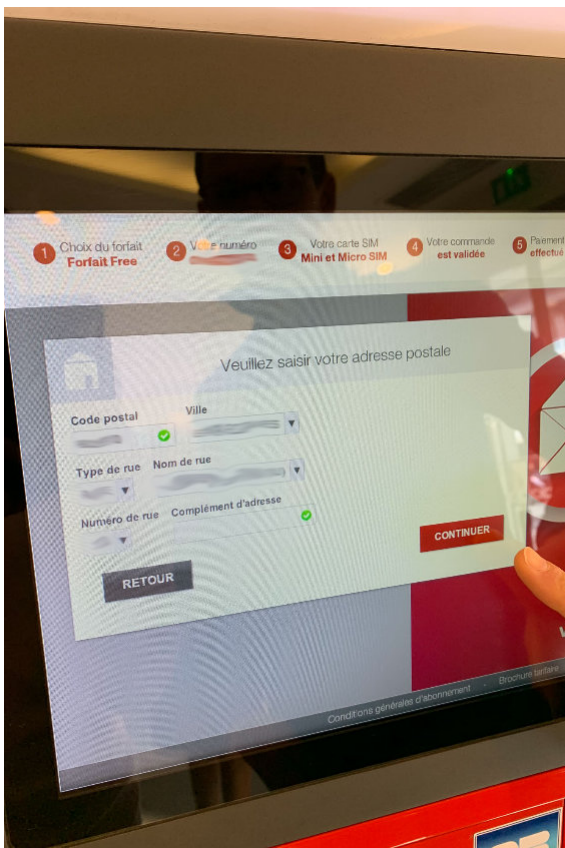 1 Choix du forfait
Forfait Free
2 Votre numéro
3 Votre carte SIM
Mini et Micro SIM
4 Votre commande
est validée
5 Paiement
effectué
Veuillez saisir votre adresse postale
Code postal
Ville
Type de rue
Nom de rue
Numéro de rue
Complément d'adresse
CONTINUER
RETOUR
Conditions générales d'abonnement - Brochure tarifaire